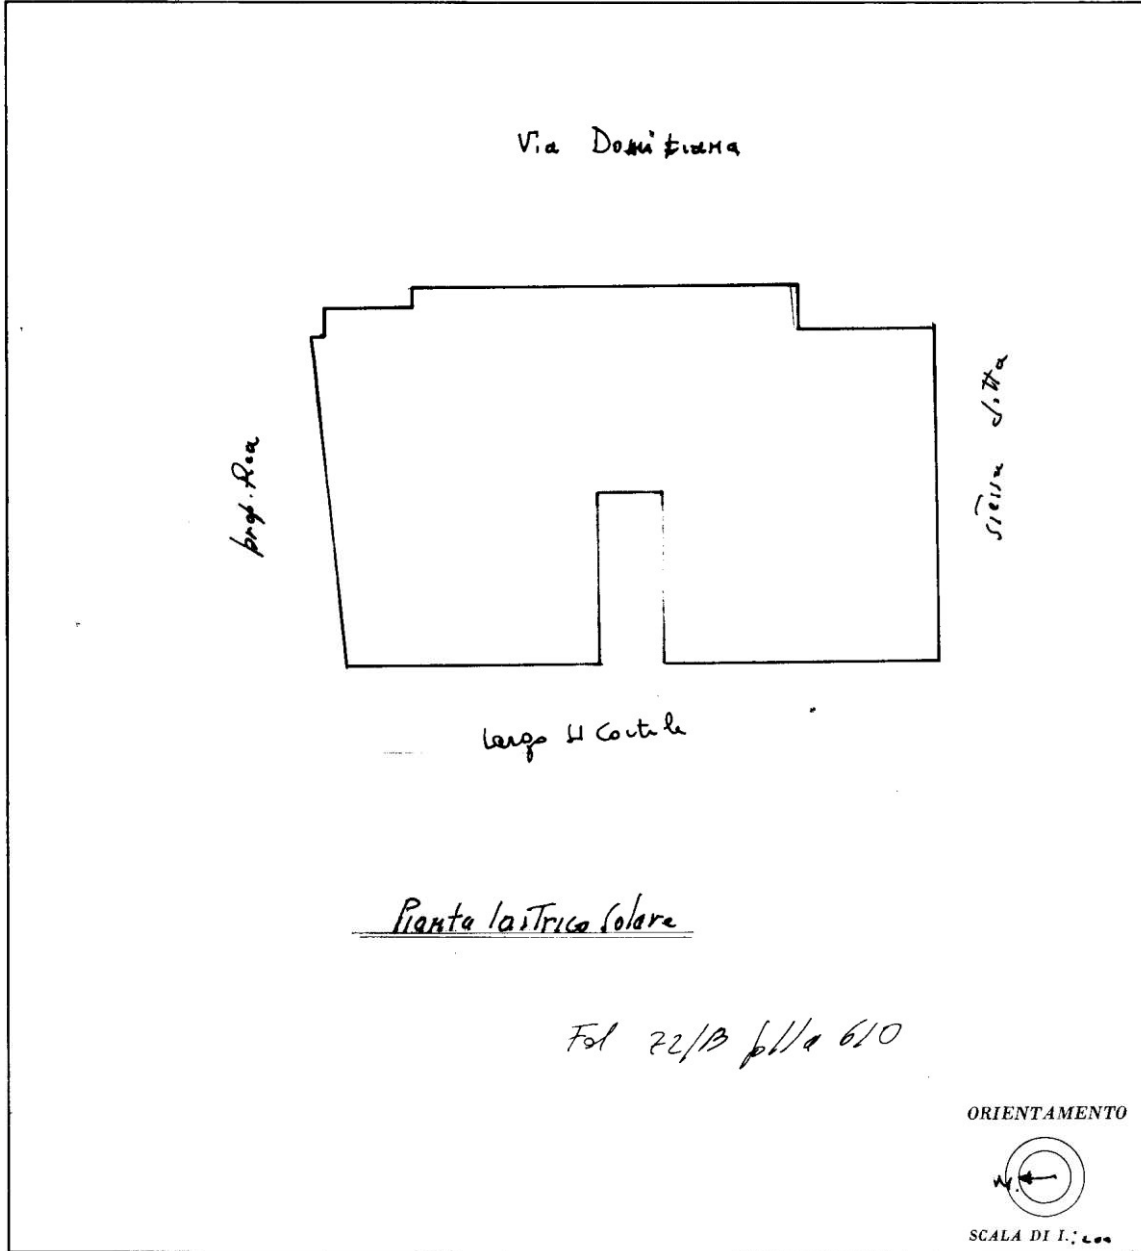 Via Domitiana
prop. Rea
stessa ditta
largo di Cortile
Pianta lastrico solare
Fol 22/B p.lla 610
ORIENTAMENTO
N.
SCALA DI 1: 200